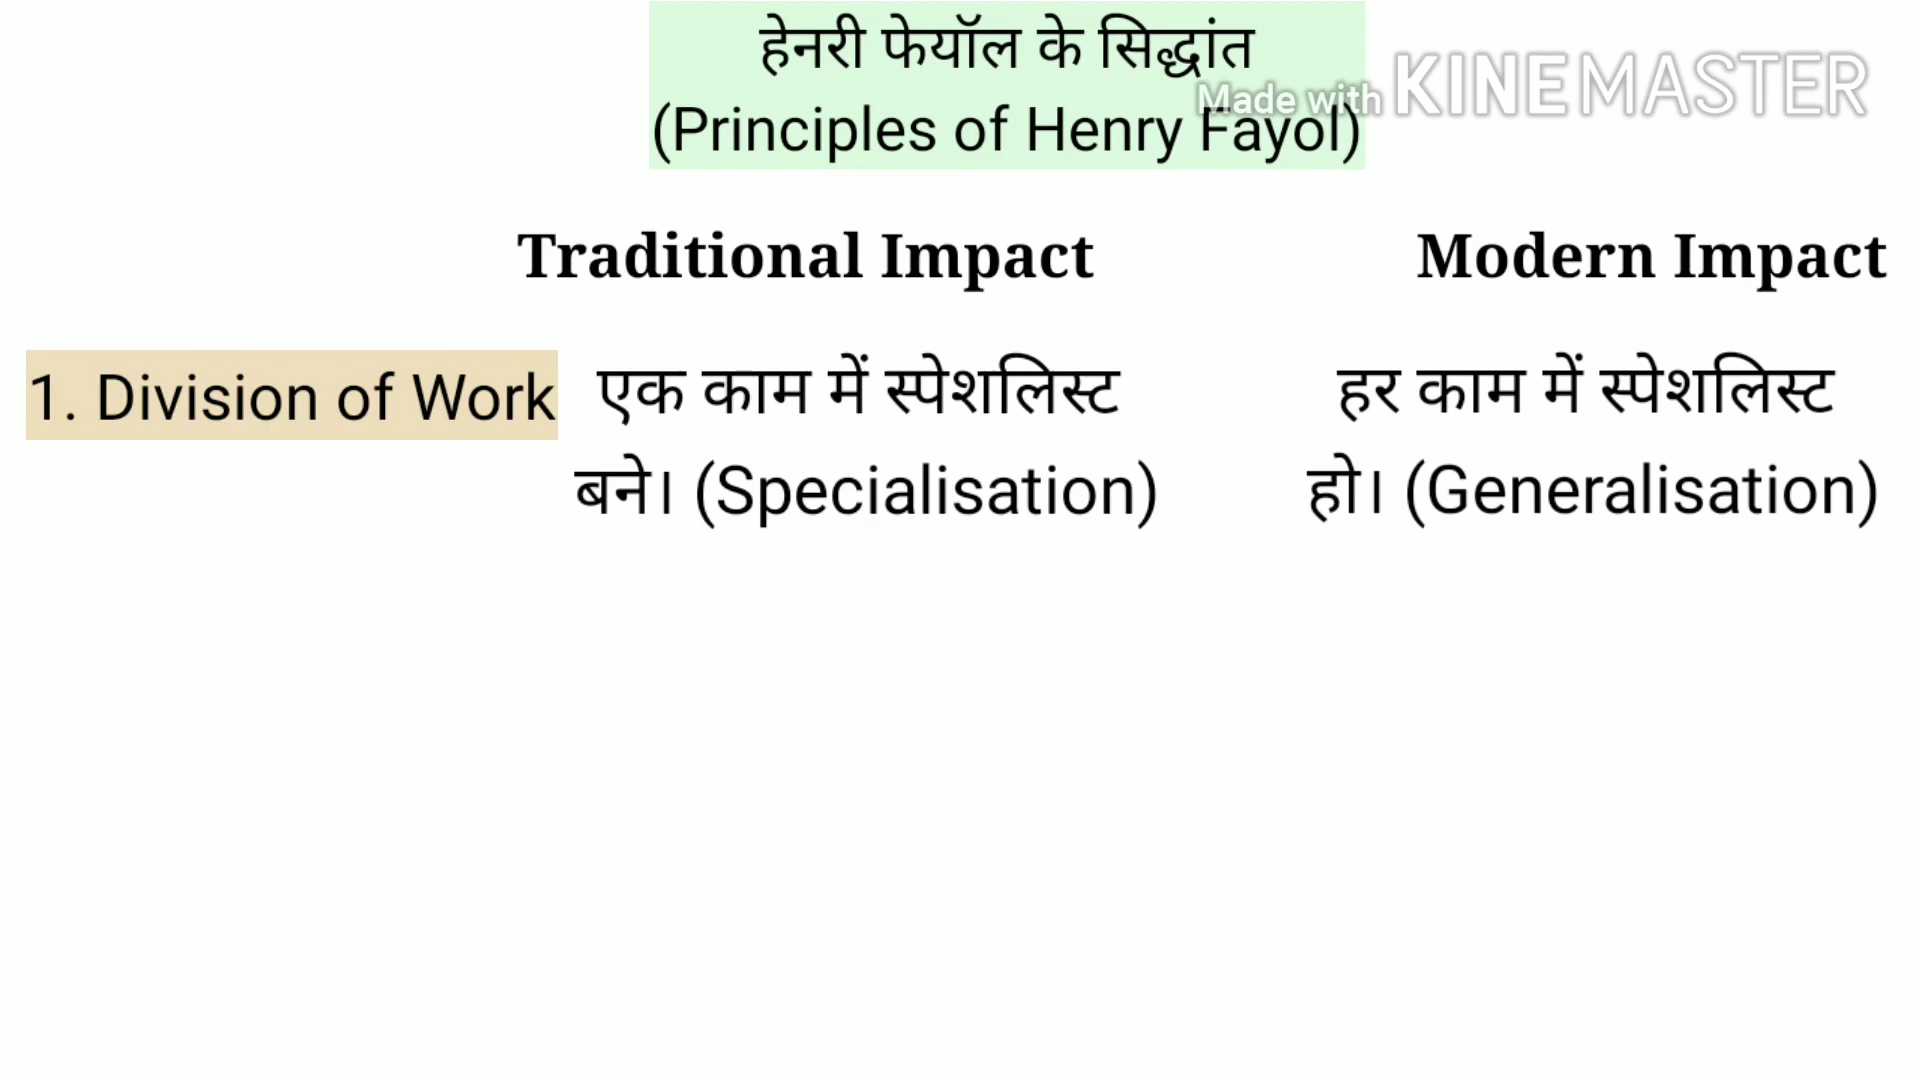 हेनरी फेयॉल के सिद्धांत
(Principles of Henry Fayol)
Made with KINEMASTER
Traditional Impact Modern Impact
1. Division of Work एक काम में स्पेशलिस्ट हर काम में स्पेशलिस्ट
बने। (Specialisation) हो। (Generalisation)